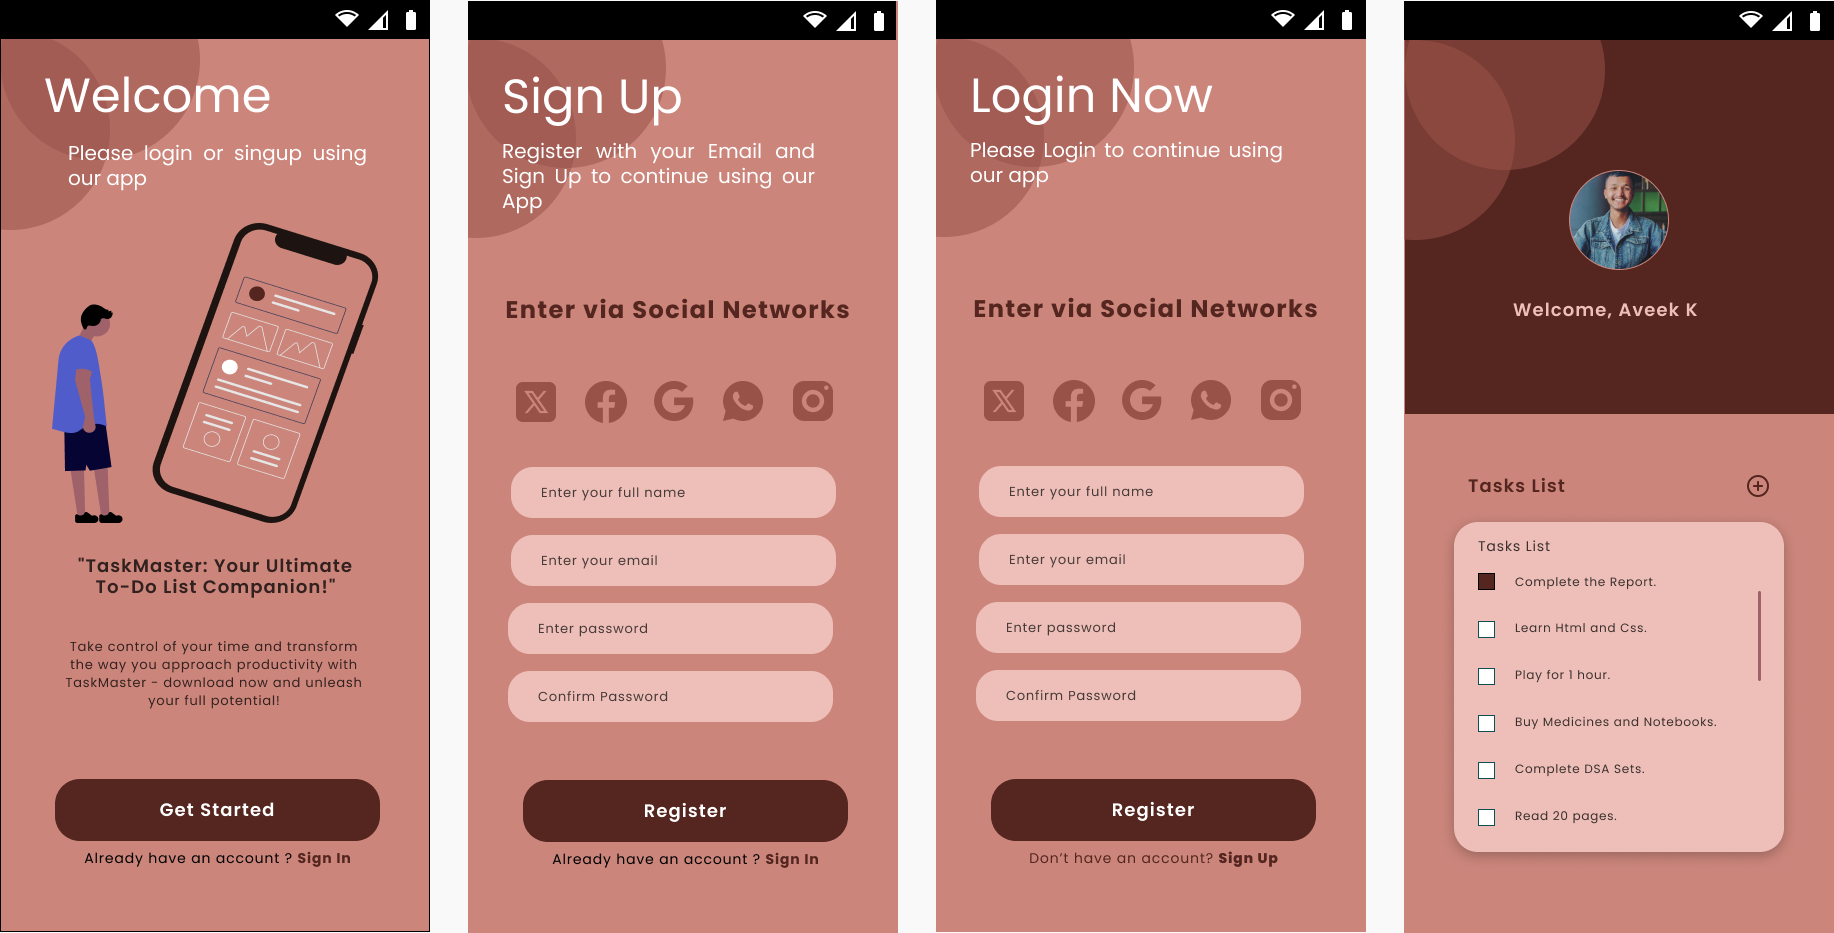 Welcome
Please login or singup using
our app
"TaskMaster: Your Ultimate
To-Do List Companion!"
Take control of your time and transform
the way you approach productivity with
TaskMaster - download now and unleash
your full potential!
Get Started
Already have an account ? Sign In
Sign Up
Register with your Email and
Sign Up to continue using our
App
Enter via Social Networks
Enter your full name
Enter your email
Enter password
Confirm Password
Register
Already have an account ? Sign In
Login Now
Please Login to continue using
our app
Enter via Social Networks
Enter your full name
Enter your email
Enter password
Confirm Password
Register
Don't have an account? Sign Up
Welcome, Aveek K
Tasks List
Tasks List
Complete the Report.
Learn Html and Css.
Play for 1 hour.
Buy Medicines and Notebooks.
Complete DSA Sets.
Read 20 pages.